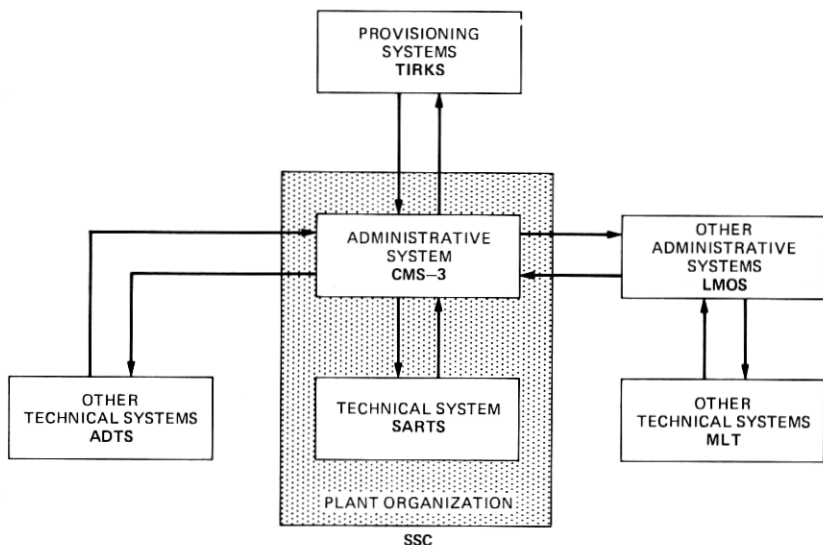 PROVISIONING
SYSTEMS
TIRKS
ADMINISTRATIVE
SYSTEM
CMS–3
OTHER
ADMINISTRATIVE
SYSTEMS
LMOS
OTHER
TECHNICAL SYSTEMS
ADTS
TECHNICAL SYSTEM
SARTS
OTHER
TECHNICAL SYSTEMS
MLT
PLANT ORGANIZATION
SSC